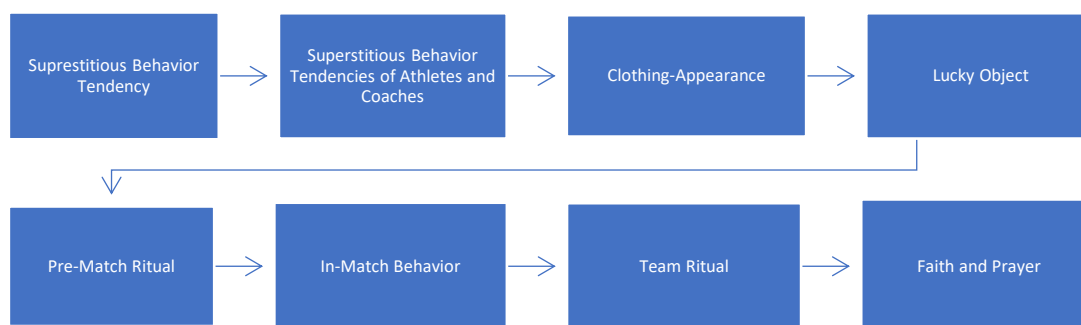 Suprestitious Behavior
Tendency
Superstitious Behavior
Tendencies of Athletes and
Coaches
Clothing-Appearance
Lucky Object
Pre-Match Ritual
In-Match Behavior
Team Ritual
Faith and Prayer